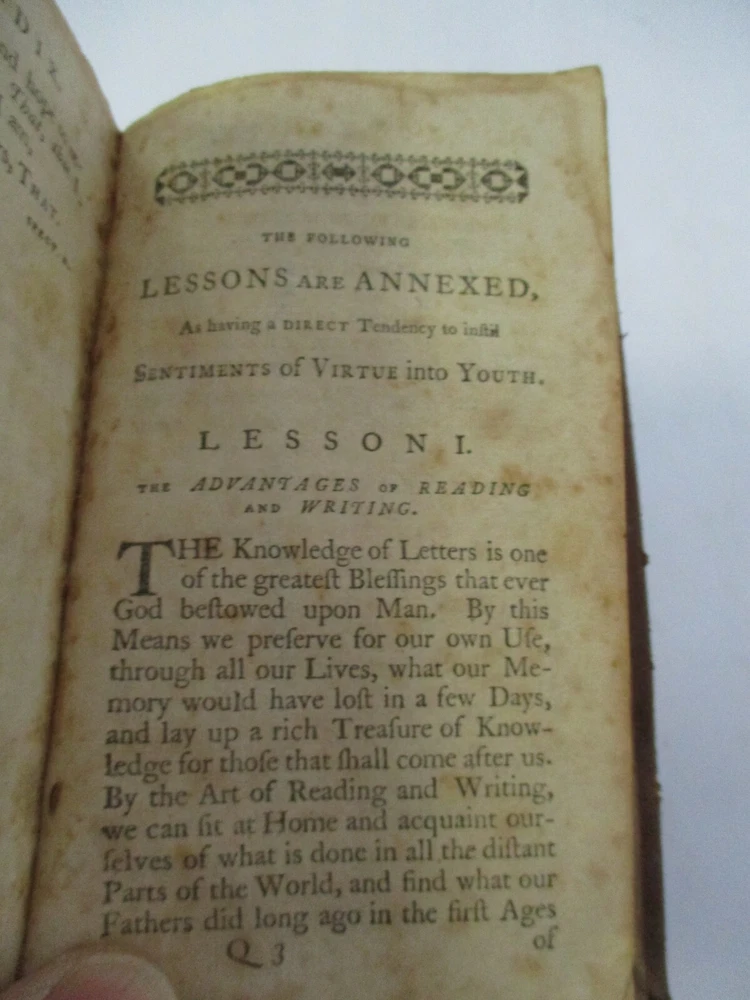 DIX.
THE FOLLOWING
LESSONS ARE ANNEXED,
As having a DIRECT Tendency to inſtil
SENTIMENTS of VIRTUE into YOUTH.
LESSON I.
THE ADVANTAGES OF READING
AND WRITING.
THE Knowledge of Letters is one
of the greateſt Bleſſings that ever
God beſtowed upon Man. By this
Means we preſerve for our own Uſe,
through all our Lives, what our Me-
mory would have loſt in a few Days,
and lay up a rich Treaſure of Know-
ledge for thoſe that ſhall come after us.
By the Art of Reading and Writing,
we can ſit at Home and acquaint our-
ſelves of what is done in all the diſtant
Parts of the World, and find what our
Fathers did long ago in the firſt Ages
Q 3 of